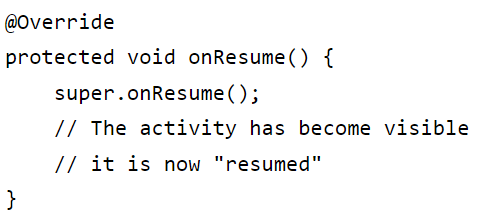 @Override
protected void onResume() {
    super.onResume();
    // The activity has become visible
    // it is now "resumed"
}